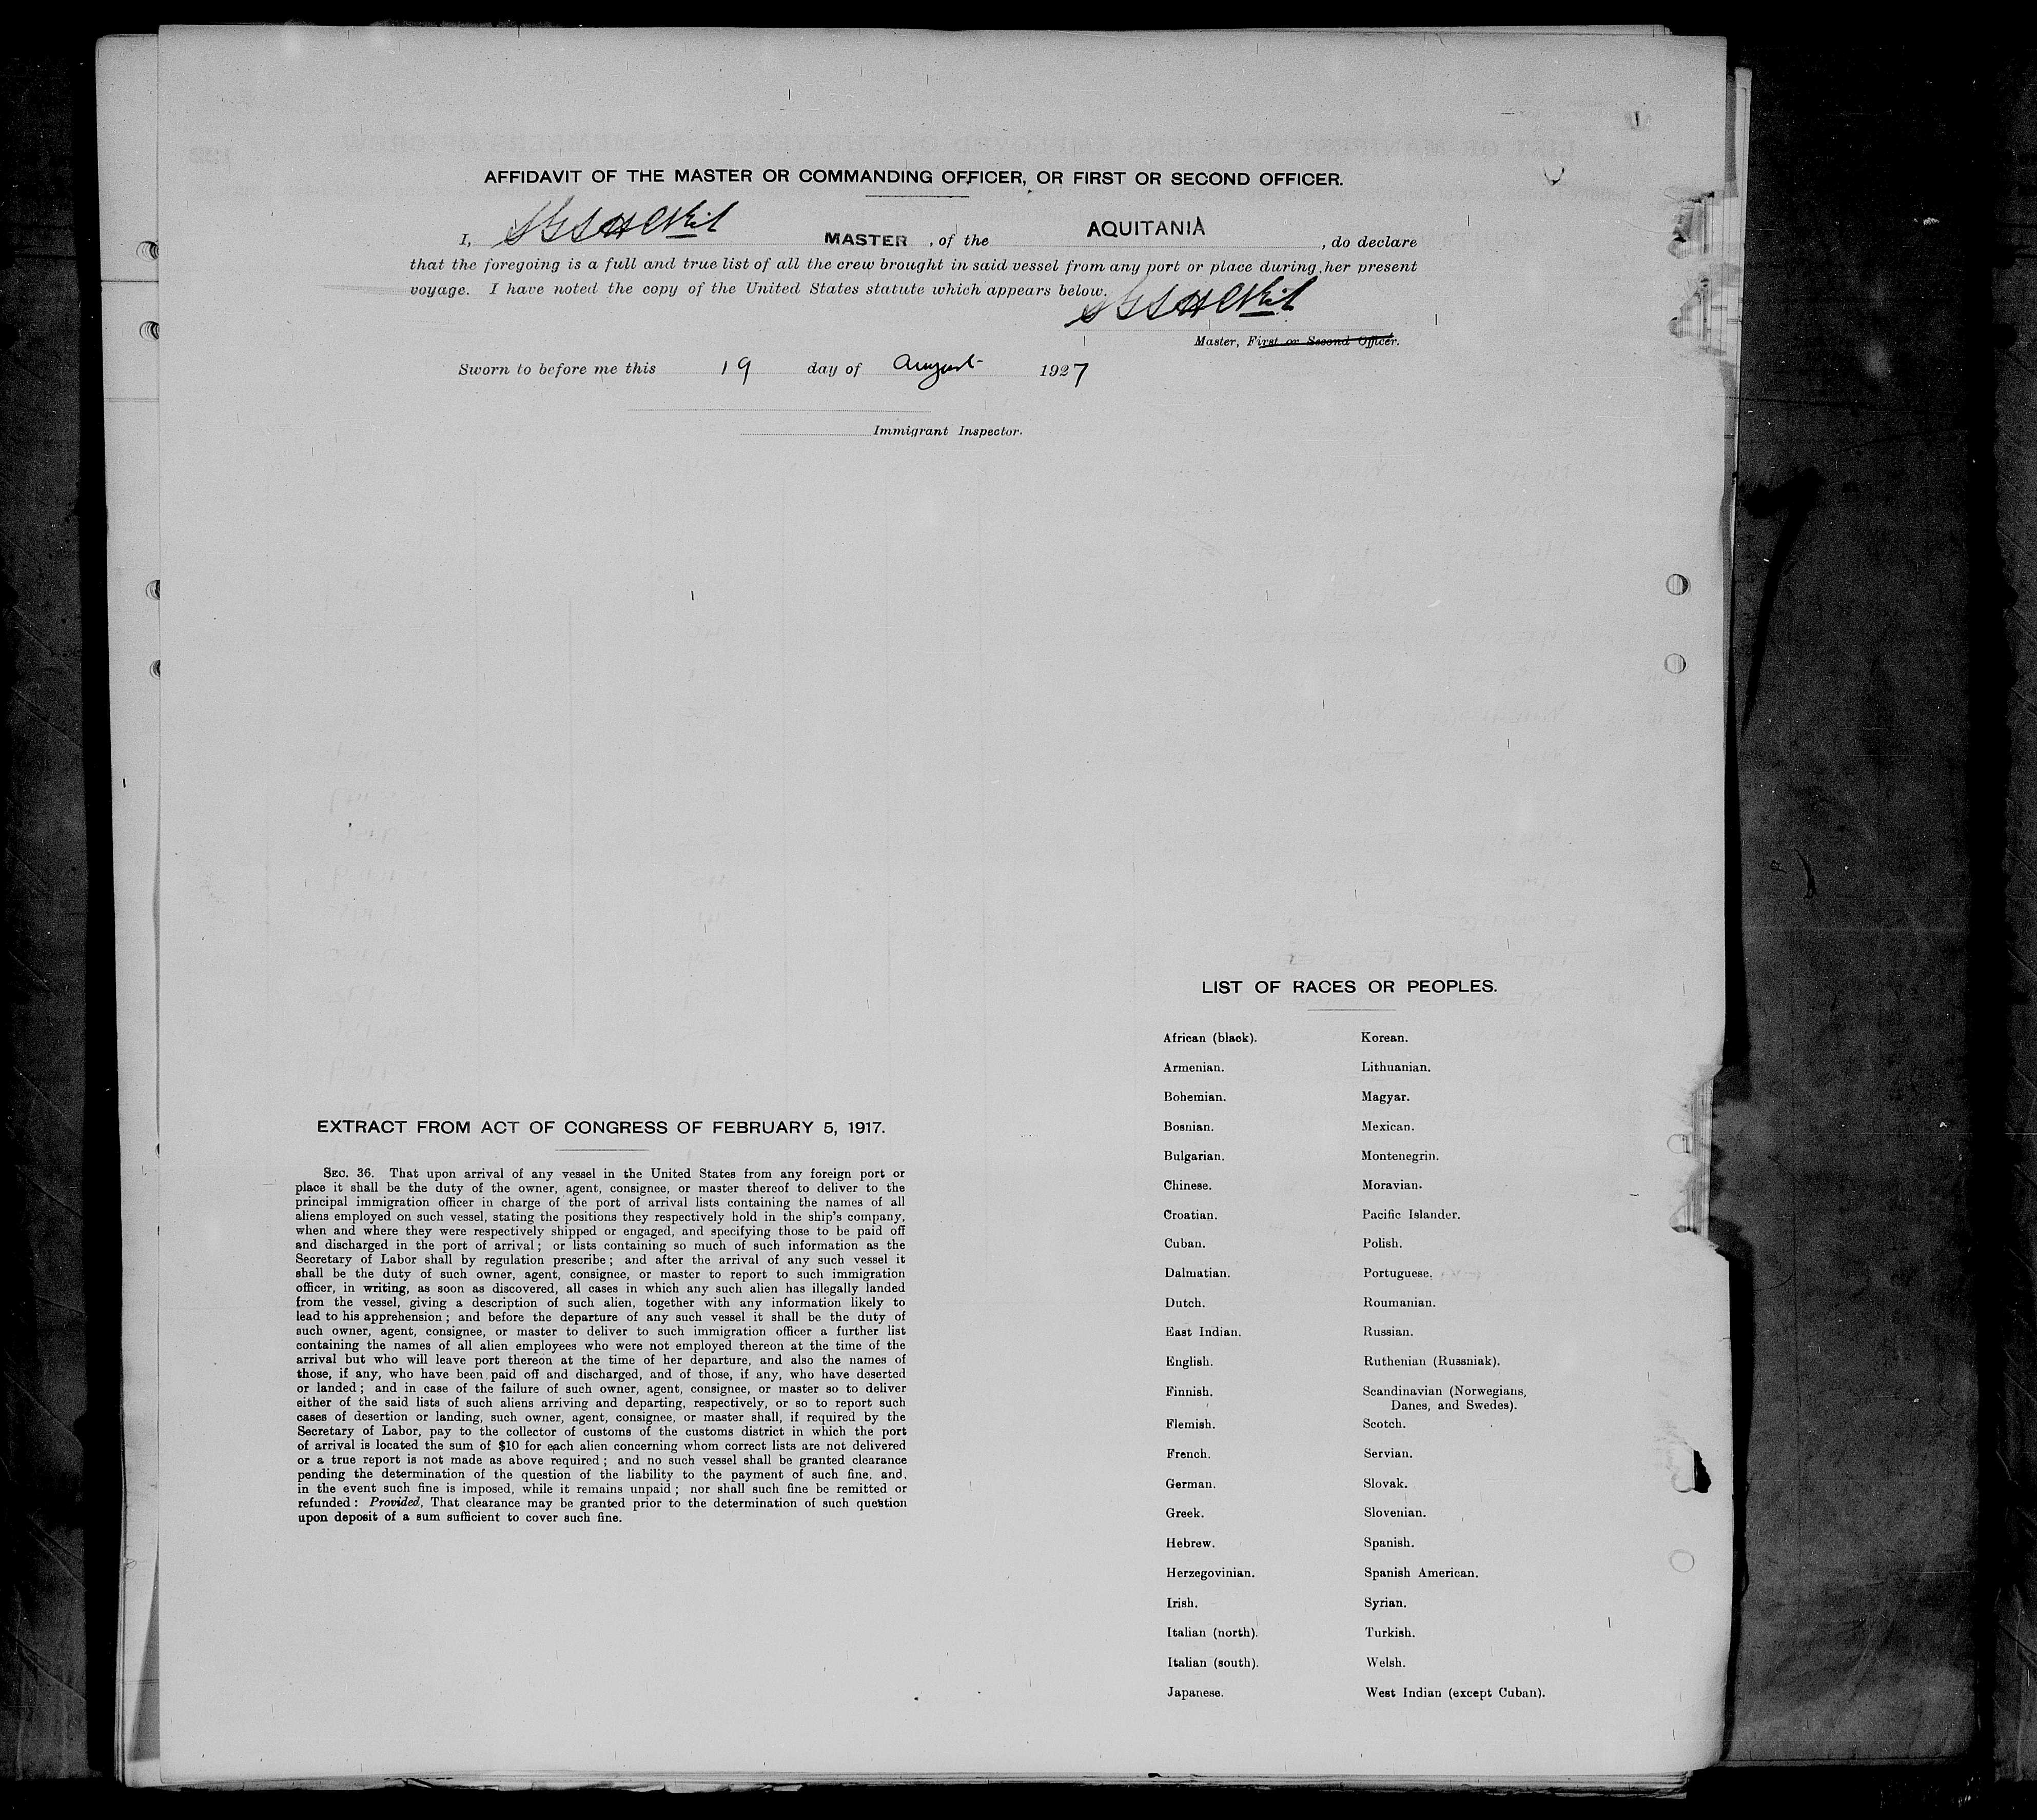 AFFIDAVIT OF THE MASTER OR COMMANDING OFFICER, OR FIRST OR SECOND OFFICER.
I, MASTER, of the AQUITANIA, do declare
that the foregoing is a full and true list of all the crew brought in said vessel from any port or place during her present
voyage. I have noted the copy of the United States statute which appears below.
Master, First or Second Officer.
Sworn to before me this 19 day of August 1927
Immigrant Inspector.
EXTRACT FROM ACT OF CONGRESS OF FEBRUARY 5, 1917.
SEC. 36. That upon arrival of any vessel in the United States from any foreign port or
place it shall be the duty of the owner, agent, consignee, or master thereof to deliver to the
principal immigration officer in charge of the port of arrival lists containing the names of all
aliens employed on such vessel, stating the positions they respectively hold in the ship's company,
when and where they were respectively shipped or engaged, and specifying those to be paid off
and discharged in the port of arrival; or lists containing so much of such information as the
Secretary of Labor shall by regulation prescribe; and after the arrival of any such vessel it
shall be the duty of such owner, agent, consignee, or master to report to such immigration
officer, in writing, as soon as discovered, all cases in which any such alien has illegally landed
from the vessel, giving a description of such alien, together with any information likely to
lead to his apprehension; and before the departure of any such vessel it shall be the duty of
such owner, agent, consignee, or master to deliver to such immigration officer a further list
containing the names of all alien employees who were not employed thereon at the time of the
arrival but who will leave port thereon at the time of her departure, and also the names of
those, if any, who have been paid off and discharged, and of those, if any, who have deserted
or landed; and in case of the failure of such owner, agent, consignee, or master so to deliver
either of the said lists of such aliens arriving and departing, respectively, or so to report such
cases of desertion or landing, such owner, agent, consignee, or master shall, if required by the
Secretary of Labor, pay to the collector of customs of the customs district in which the port
of arrival is located the sum of $10 for each alien concerning whom correct lists are not delivered
or a true report is not made as above required; and no such vessel shall be granted clearance
pending the determination of the question of the liability to the payment of such fine, and,
in the event such fine is imposed, while it remains unpaid; nor shall such fine be remitted or
refunded: Provided, That clearance may be granted prior to the determination of such question
upon deposit of a sum sufficient to cover such fine.
LIST OF RACES OR PEOPLES.
African (black).
Armenian.
Bohemian.
Bosnian.
Bulgarian.
Chinese.
Croatian.
Cuban.
Dalmatian.
Dutch.
East Indian.
English.
Finnish.
Flemish.
French.
German.
Greek.
Hebrew.
Herzegovinian.
Irish.
Italian (north).
Italian (south).
Japanese.
Korean.
Lithuanian.
Magyar.
Mexican.
Montenegrin.
Moravian.
Pacific Islander.
Polish.
Portuguese.
Roumanian.
Russian.
Ruthenian (Russniak).
Scandinavian (Norwegians,
Danes, and Swedes).
Scotch.
Servian.
Slovak.
Slovenian.
Spanish.
Spanish American.
Syrian.
Turkish.
Welsh.
West Indian (except Cuban).